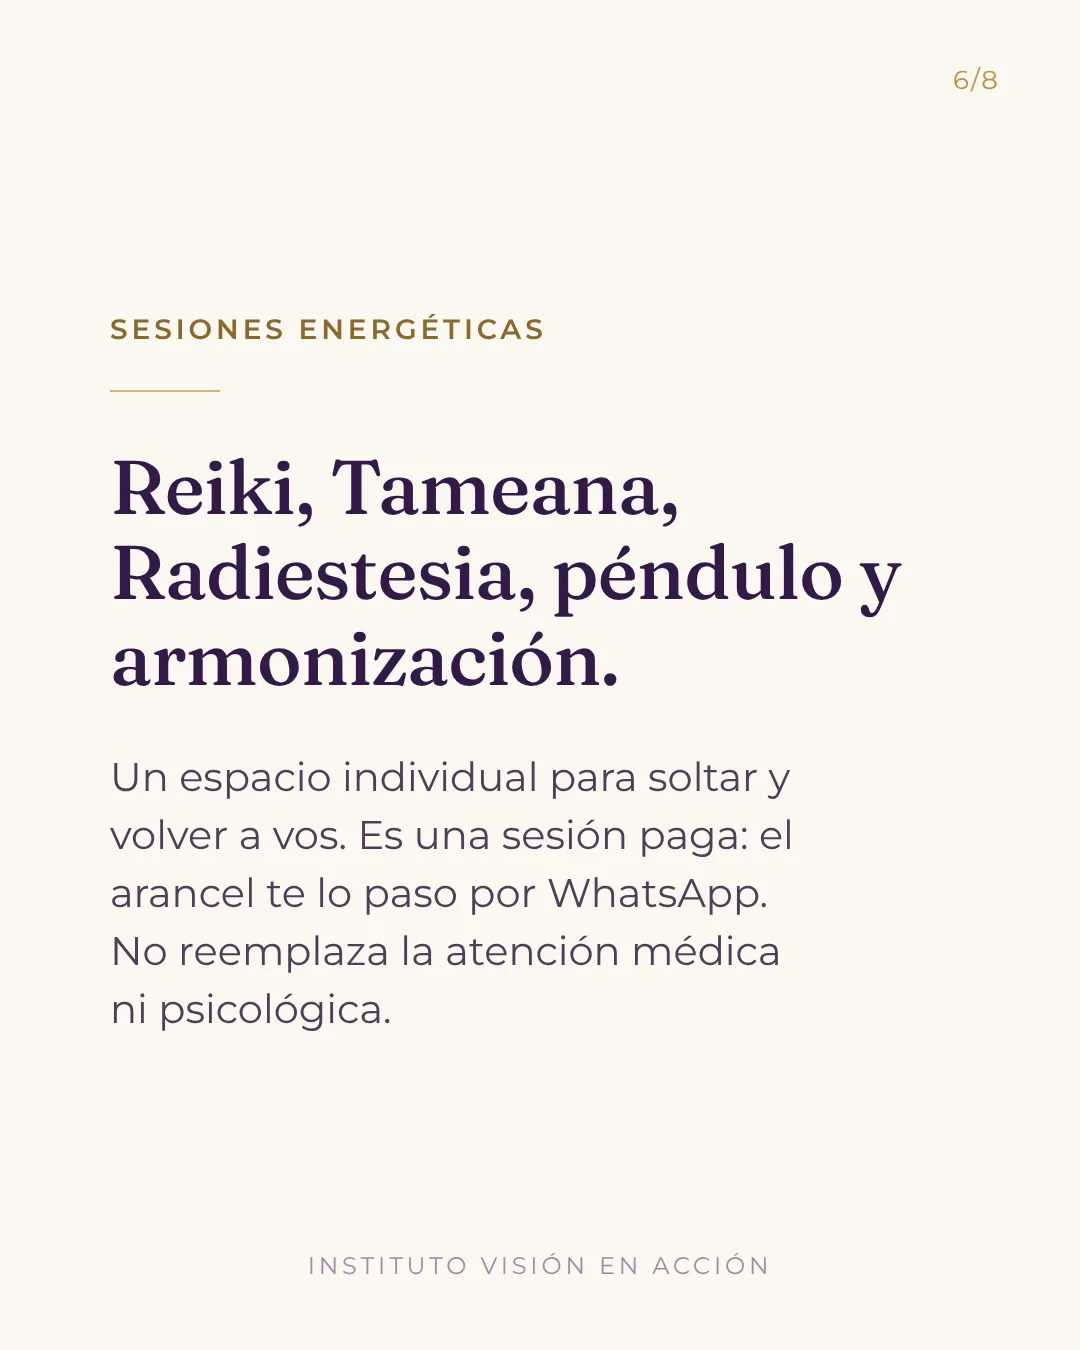 6/8
SESIONES ENERGÉTICAS
Reiki, Tameana,
Radiestesia, péndulo y
armonización.
Un espacio individual para soltar y
volver a vos. Es una sesión paga: el
arancel te lo paso por WhatsApp.
No reemplaza la atención médica
ni psicológica.
INSTITUTO VISIÓN EN ACCIÓN